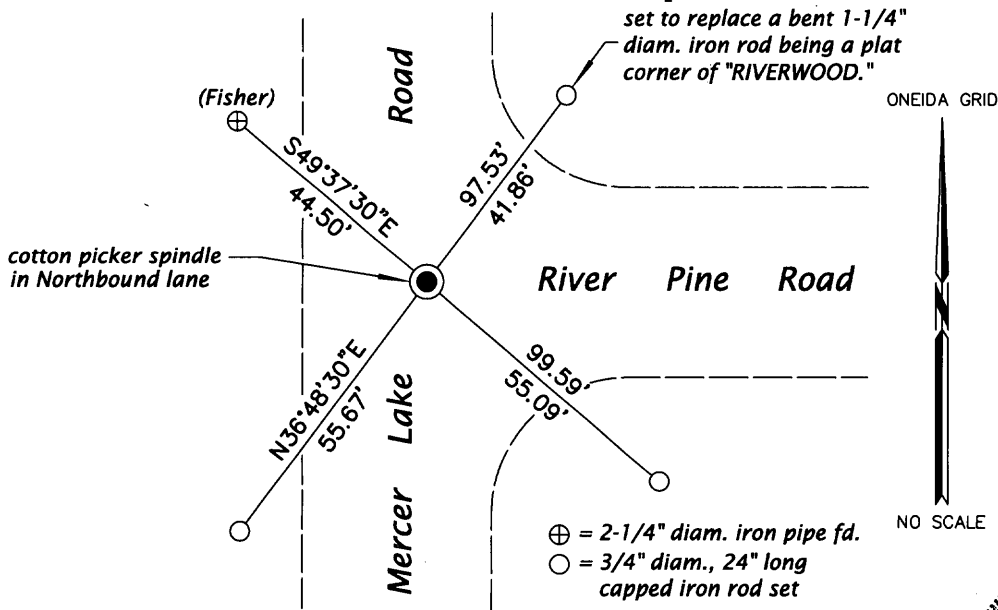 set to replace a bent 1-1/4"
diam. iron rod being a plat
corner of "RIVERWOOD."
(Fisher)
Road
ONEIDA GRID
S49°37'30"E
44.50'
97.53'
41.86'
cotton picker spindle
in Northbound lane
River Pine Road
N
N36°48'30"E
55.67'
99.59'
55.09'
Mercer Lake
NO SCALE
⊕ = 2-1/4" diam. iron pipe fd.
○ = 3/4" diam., 24" long
capped iron rod set